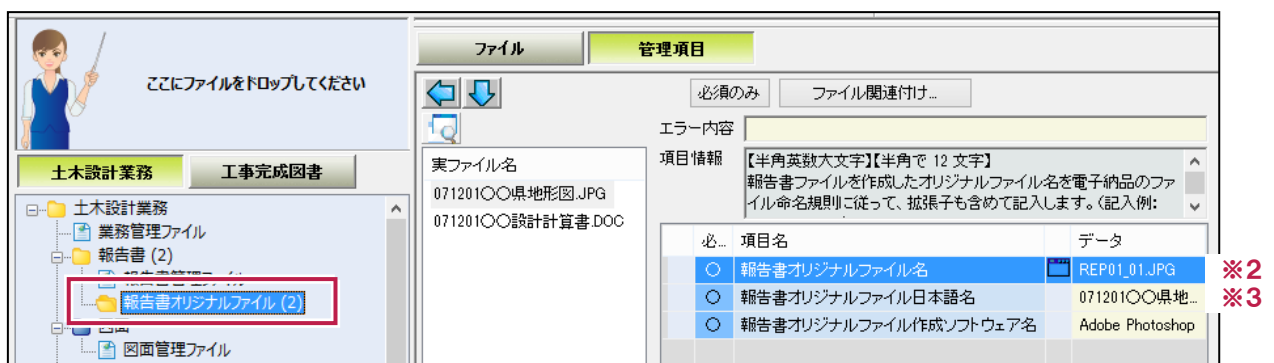 ここにファイルをドロップしてください
土木設計業務 工事完成図書
土木設計業務
業務管理ファイル
報告書 (2)
報告書管理ファイル
報告書オリジナルファイル (2)
図面
図面管理ファイル
ファイル 管理項目
必須のみ ファイル関連付け...
エラー内容
項目情報
【半角英数大文字】【半角で 12 文字】
報告書ファイルを作成したオリジナルファイル名を電子納品のファ
イル命名規則に従って、拡張子も含めて記入します。(記入例:
実ファイル名
071201○○県地形図.JPG
071201○○設計計算書.DOC
必... 項目名 データ
○ 報告書オリジナルファイル名 REP01_01.JPG ※2
○ 報告書オリジナルファイル日本語名 071201○○県地... ※3
○ 報告書オリジナルファイル作成ソフトウェア名 Adobe Photoshop